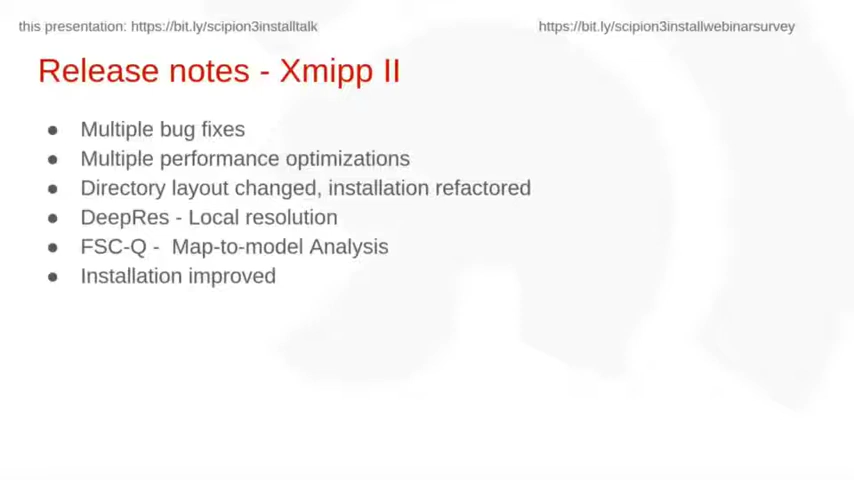 this presentation: https://bit.ly/scipion3installtalk
https://bit.ly/scipion3installwebinarsurvey
Release notes - Xmipp II
● Multiple bug fixes
● Multiple performance optimizations
● Directory layout changed, installation refactored
● DeepRes - Local resolution
● FSC-Q - Map-to-model Analysis
● Installation improved